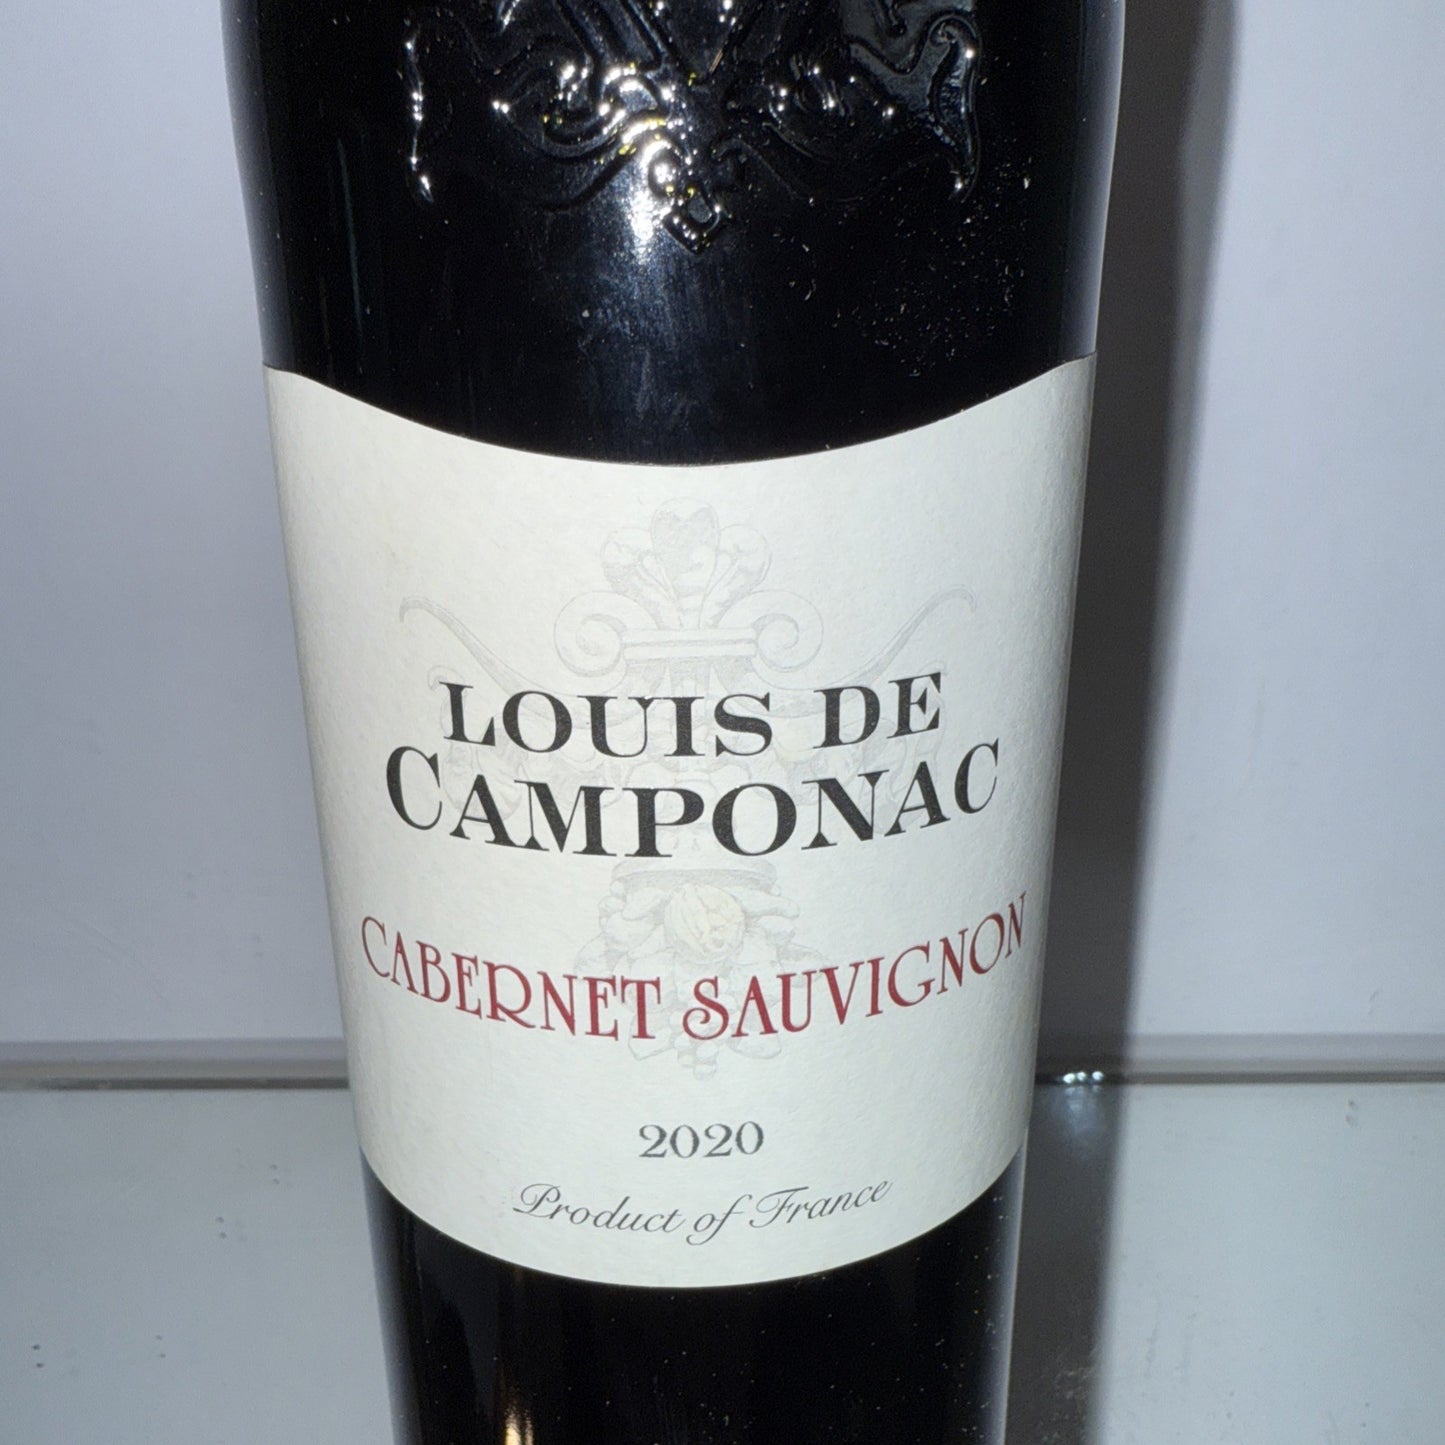 LOUIS DE
CAMPONAC
CABERNET SAUVIGNON
2020
Product of France